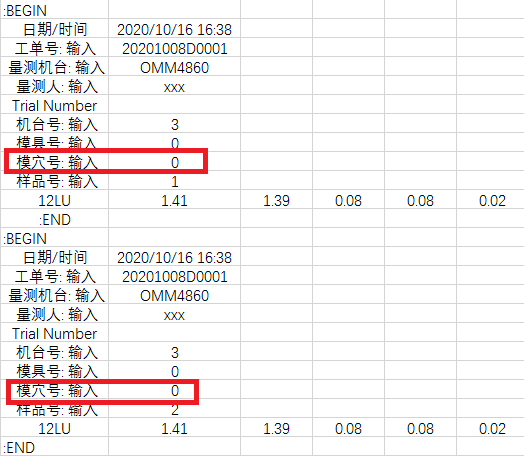 :BEGIN
日期/时间 2020/10/16 16:38
工单号: 输入 20201008D0001
量测机台: 输入 OMM4860
量测人: 输入 xxx
Trial Number
机台号: 输入 3
模具号: 输入 0
模穴号: 输入 0
样品号: 输入 1
12LU 1.41 1.39 0.08 0.08 0.02
:END
:BEGIN
日期/时间 2020/10/16 16:38
工单号: 输入 20201008D0001
量测机台: 输入 OMM4860
量测人: 输入 xxx
Trial Number
机台号: 输入 3
模具号: 输入 0
模穴号: 输入 0
样品号: 输入 2
12LU 1.41 1.39 0.08 0.08 0.02
:END